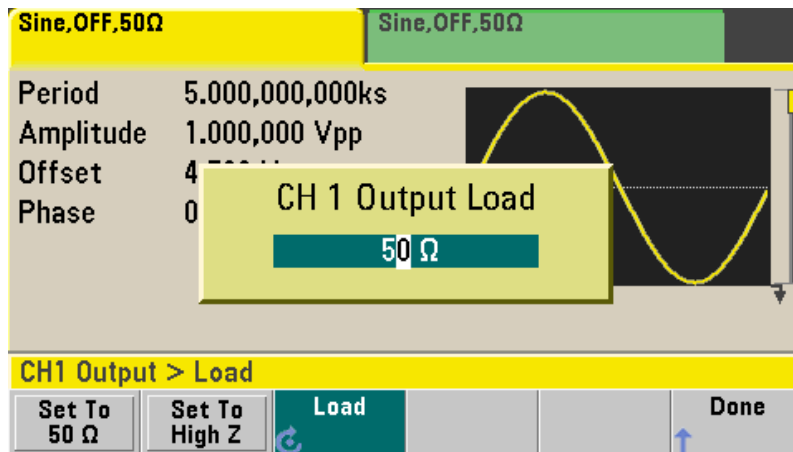 Sine,OFF,50Ω
Sine,OFF,50Ω
Period 5.000,000,000ks
Amplitude 1.000,000 Vpp
Offset
Phase
CH 1 Output Load
50 Ω
CH1 Output > Load
Set To 50 Ω
Set To High Z
Load
Done